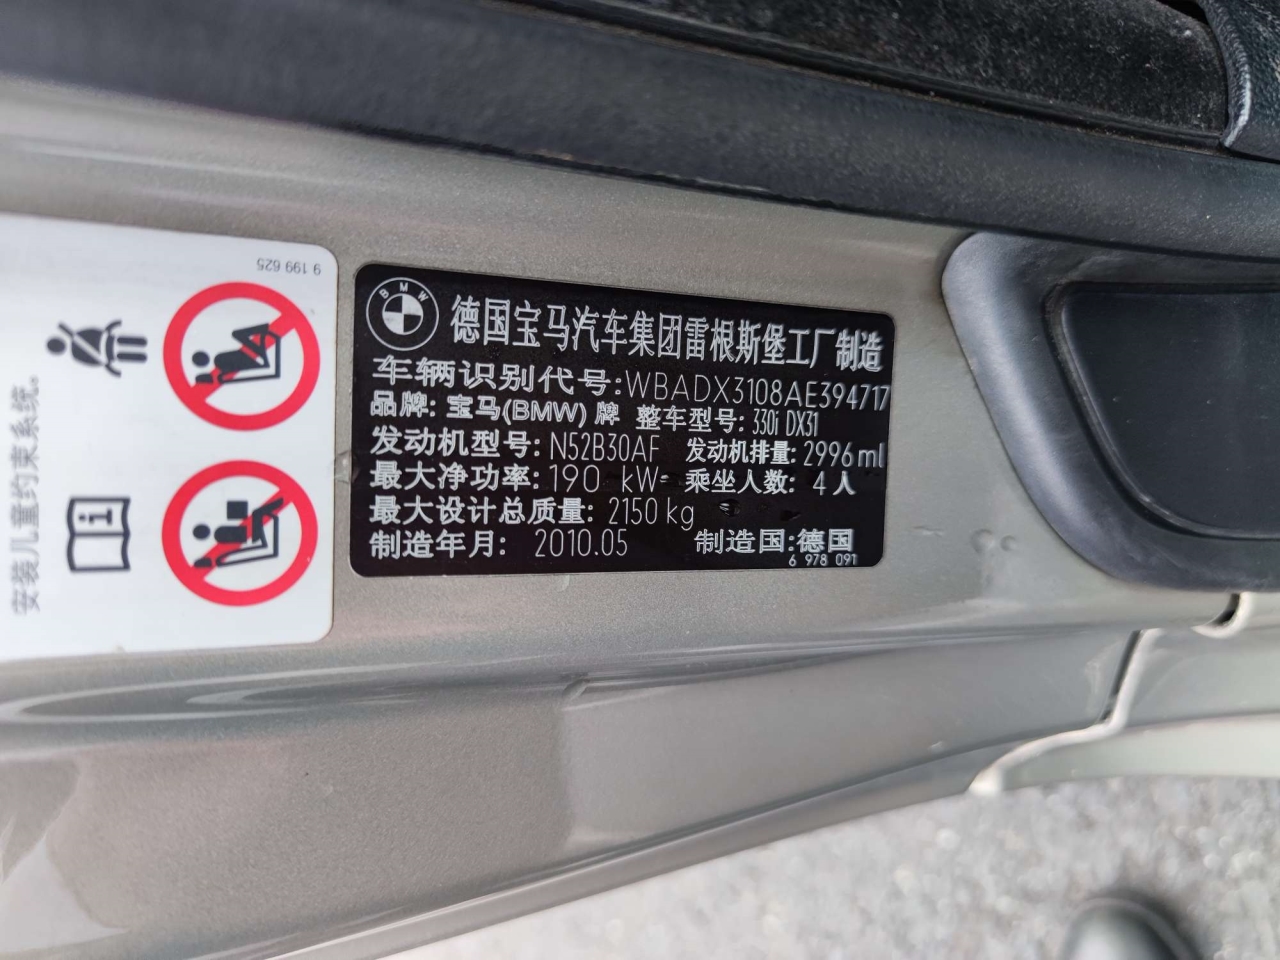 9 199 625
安装儿童约束系统.
BMW
德国宝马汽车集团雷根斯堡工厂制造
车辆识别代号:WBADX3108AE394717
品牌: 宝马(BMW)牌 整车型号: 330i DX31
发动机型号: N52B30AF 发动机排量: 2996ml
最大净功率: 190 kW 乘坐人数: 4人
最大设计总质量: 2150 kg
制造年月: 2010.05 制造国:德国
6 978 091